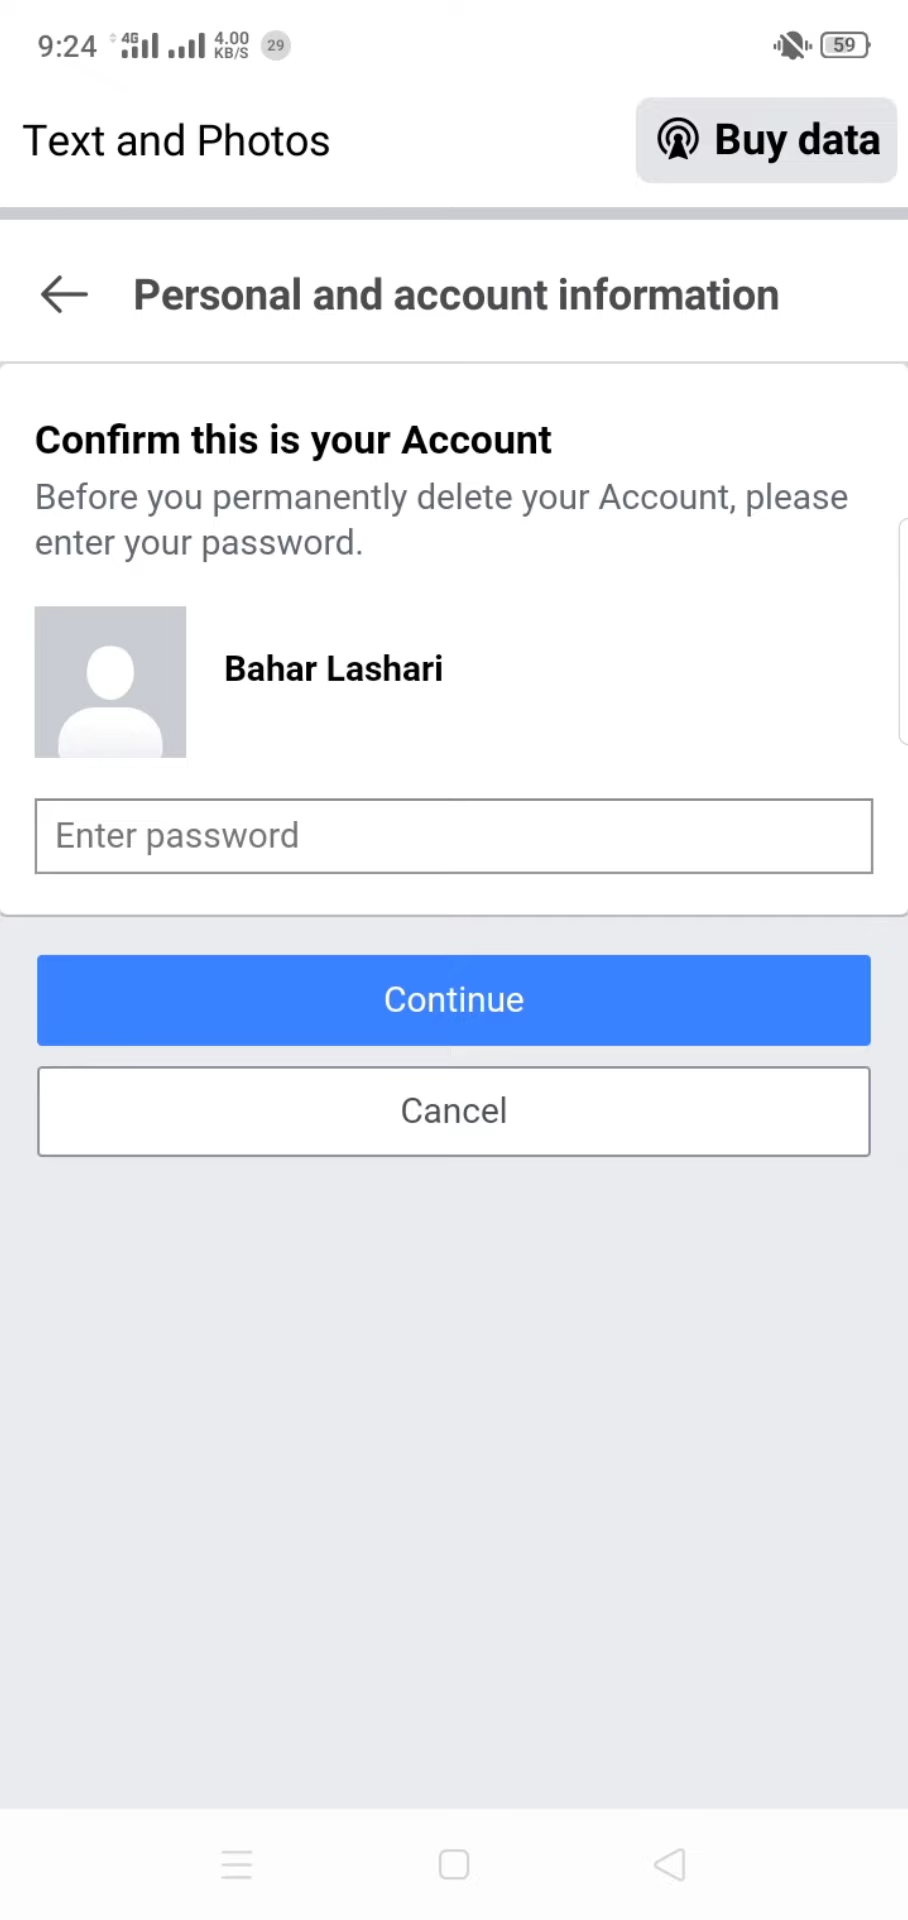 9:24 4G 4.00 KB/S 29 59
Text and Photos
Buy data
Personal and account information
Confirm this is your Account
Before you permanently delete your Account, please
enter your password.
Bahar Lashari
Enter password
Continue
Cancel